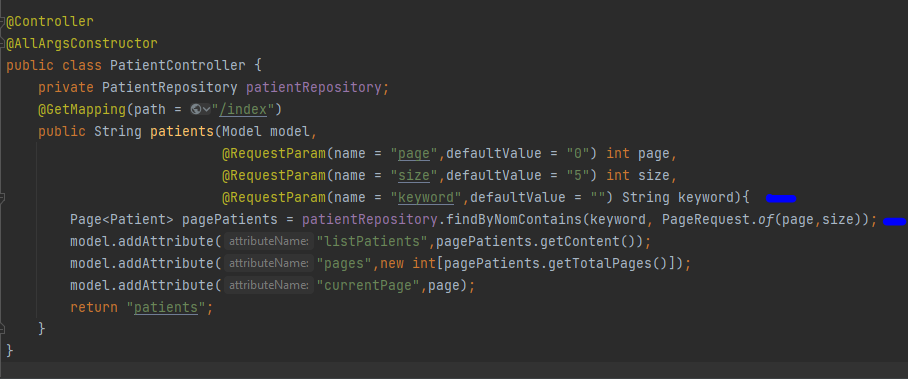 @Controller
@AllArgsConstructor
public class PatientController {
private PatientRepository patientRepository;
@GetMapping(path = "/index")
public String patients(Model model,
@RequestParam(name = "page",defaultValue = "0") int page,
@RequestParam(name = "size",defaultValue = "5") int size,
@RequestParam(name = "keyword",defaultValue = "") String keyword){
Page<Patient> pagePatients = patientRepository.findByNomContains(keyword, PageRequest.of(page,size));
model.addAttribute( attributeName: "listPatients",pagePatients.getContent());
model.addAttribute( attributeName: "pages",new int[pagePatients.getTotalPages()]);
model.addAttribute( attributeName: "currentPage",page);
return "patients";
}
}